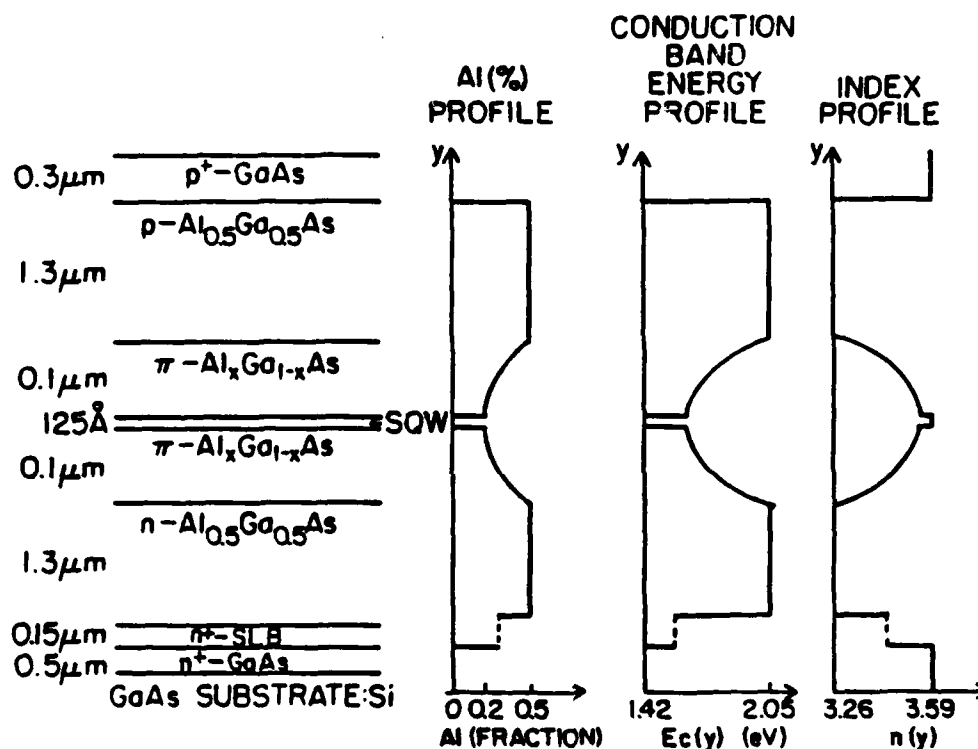 Al (%)
PROFILE
CONDUCTION
BAND
ENERGY
PROFILE
INDEX
PROFILE
y
y
y
0.3μm
p⁺-GaAs
p-Al₀.₅Ga₀.₅As
1.3μm
π-AlₓGa₁₋ₓAs
0.1μm
125Å
SQW
π-AlₓGa₁₋ₓAs
0.1μm
n-Al₀.₅Ga₀.₅As
1.3μm
0.15μm
n⁺-SLB
0.5μm
n⁺-GaAs
GaAs SUBSTRATE:Si
0 0.2 0.5
Al (FRACTION)
1.42 2.05
Ec(y) (eV)
3.26 3.59
n(y)